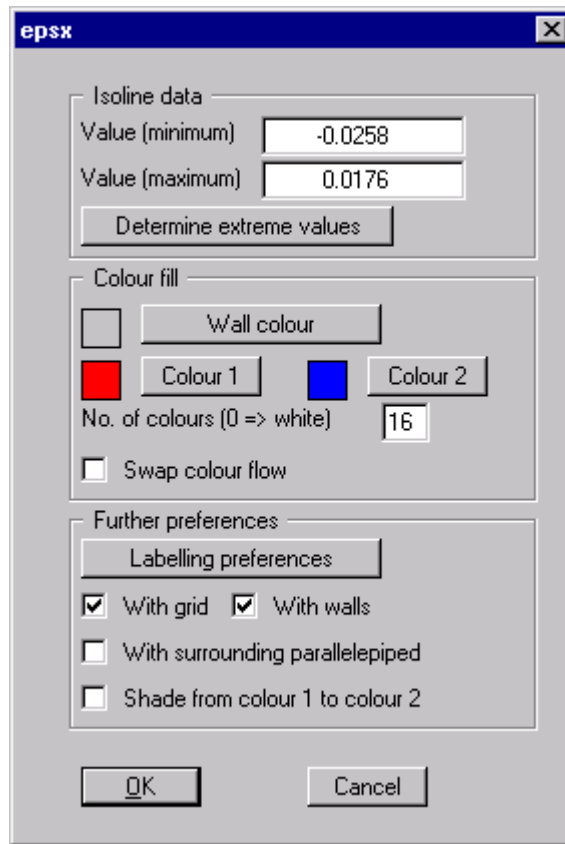 epsx
Isoline data
Value (minimum) -0.0258
Value (maximum) 0.0176
Determine extreme values
Colour fill
Wall colour
Colour 1 Colour 2
No. of colours (0 => white) 16
Swap colour flow
Further preferences
Labelling preferences
With grid With walls
With surrounding parallelepiped
Shade from colour 1 to colour 2
OK Cancel